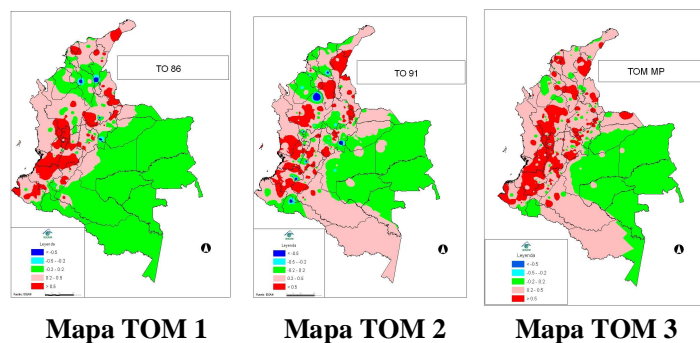 TO 86
TO 91
TOM MP
Leyenda
< -0.5
-0.5 - -0.2
-0.2 - 0.2
0.2 - 0.5
> 0.5
Leyenda
< -0.5
-0.5 - -0.2
-0.2 - 0.2
0.2 - 0.5
> 0.5
Leyenda
< -0.5
-0.5 - -0.2
-0.2 - 0.2
0.2 - 0.5
> 0.5
Mapa TOM 1
Mapa TOM 2
Mapa TOM 3